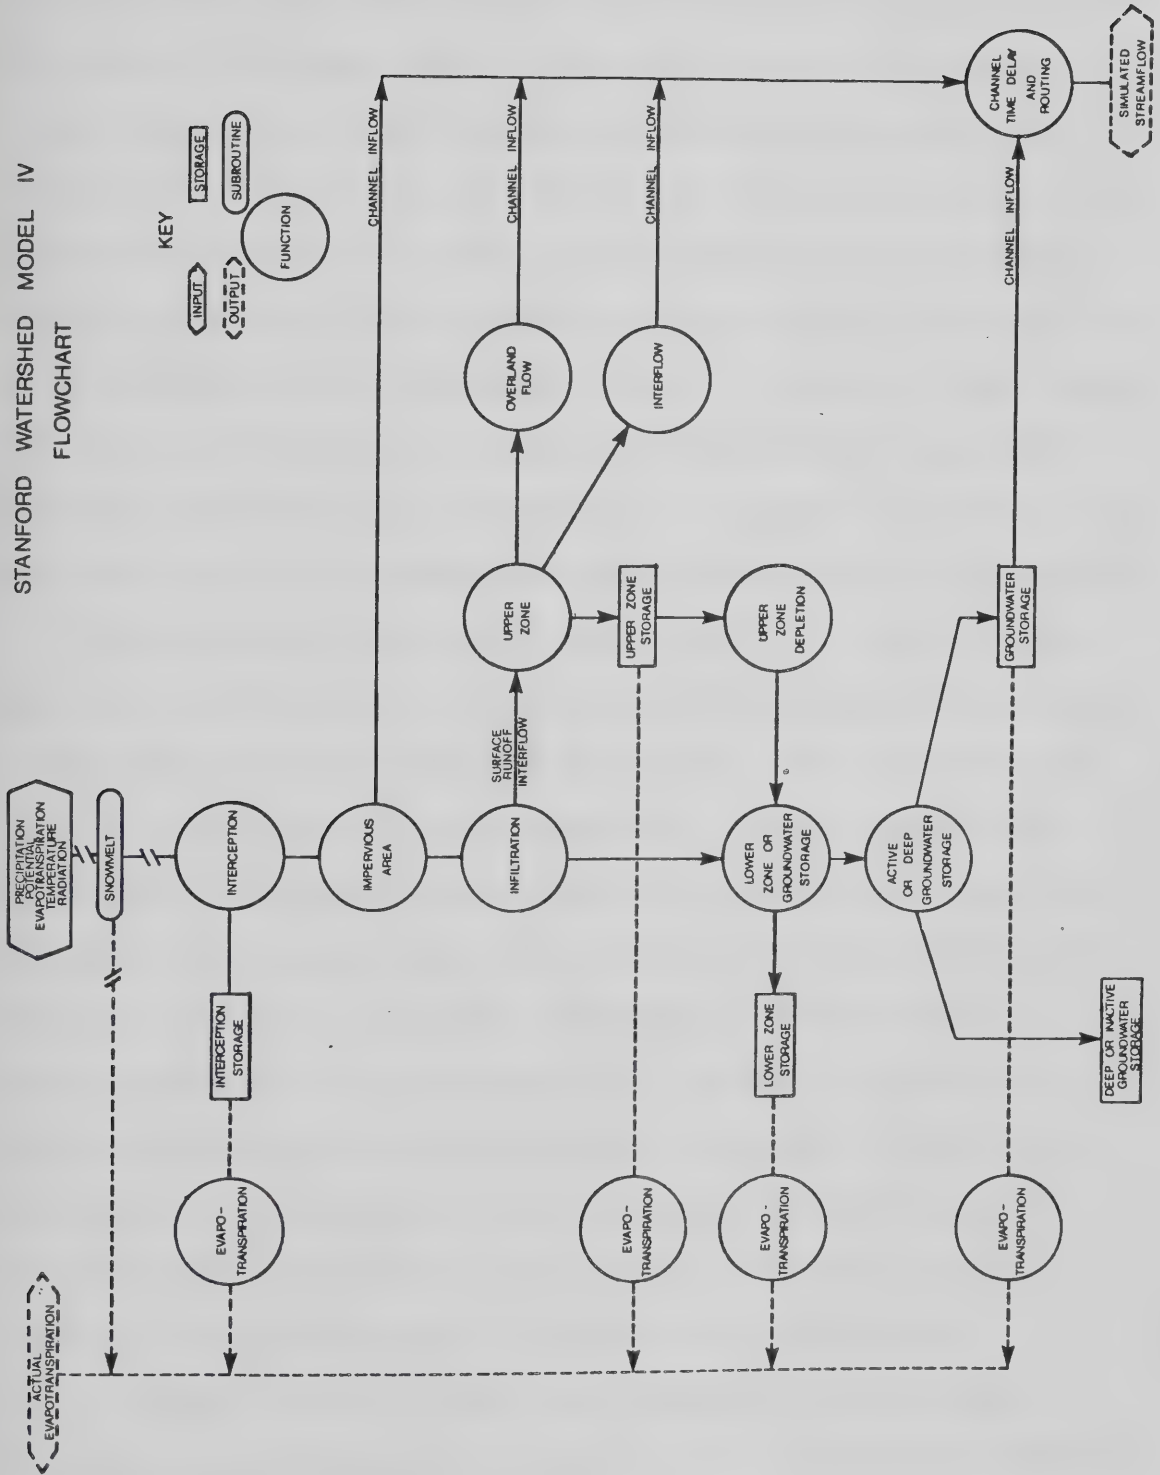 STANFORD WATERSHED MODEL IV
FLOWCHART
ACTUAL
EVAPOTRANSPIRATION
PRECIPITATION
POTENTIAL
EVAPOTRANSPIRATION
TEMPERATURE
RADIATION
SNOWMELT
KEY
INPUT
STORAGE
OUTPUT
SUBROUTINE
FUNCTION
EVAPO-
TRANSPIRATION
INTERCEPTION
STORAGE
INTERCEPTION
IMPERVIOUS
AREA
CHANNEL INFLOW
INFILTRATION
SURFACE
RUNOFF
INTERFLOW
UPPER
ZONE
OVERLAND
FLOW
CHANNEL INFLOW
EVAPO-
TRANSPIRATION
UPPER ZONE
STORAGE
INTERFLOW
CHANNEL INFLOW
EVAPO-
TRANSPIRATION
LOWER ZONE
STORAGE
LOWER
ZONE OR
GROUNDWATER
STORAGE
UPPER
ZONE
DEPLETION
ACTIVE
OR DEEP
GROUNDWATER
STORAGE
EVAPO-
TRANSPIRATION
GROUNDWATER
STORAGE
CHANNEL INFLOW
CHANNEL
TIME DELAY
AND
ROUTING
DEEP OR INACTIVE
GROUNDWATER
STORAGE
SIMULATED
STREAMFLOW